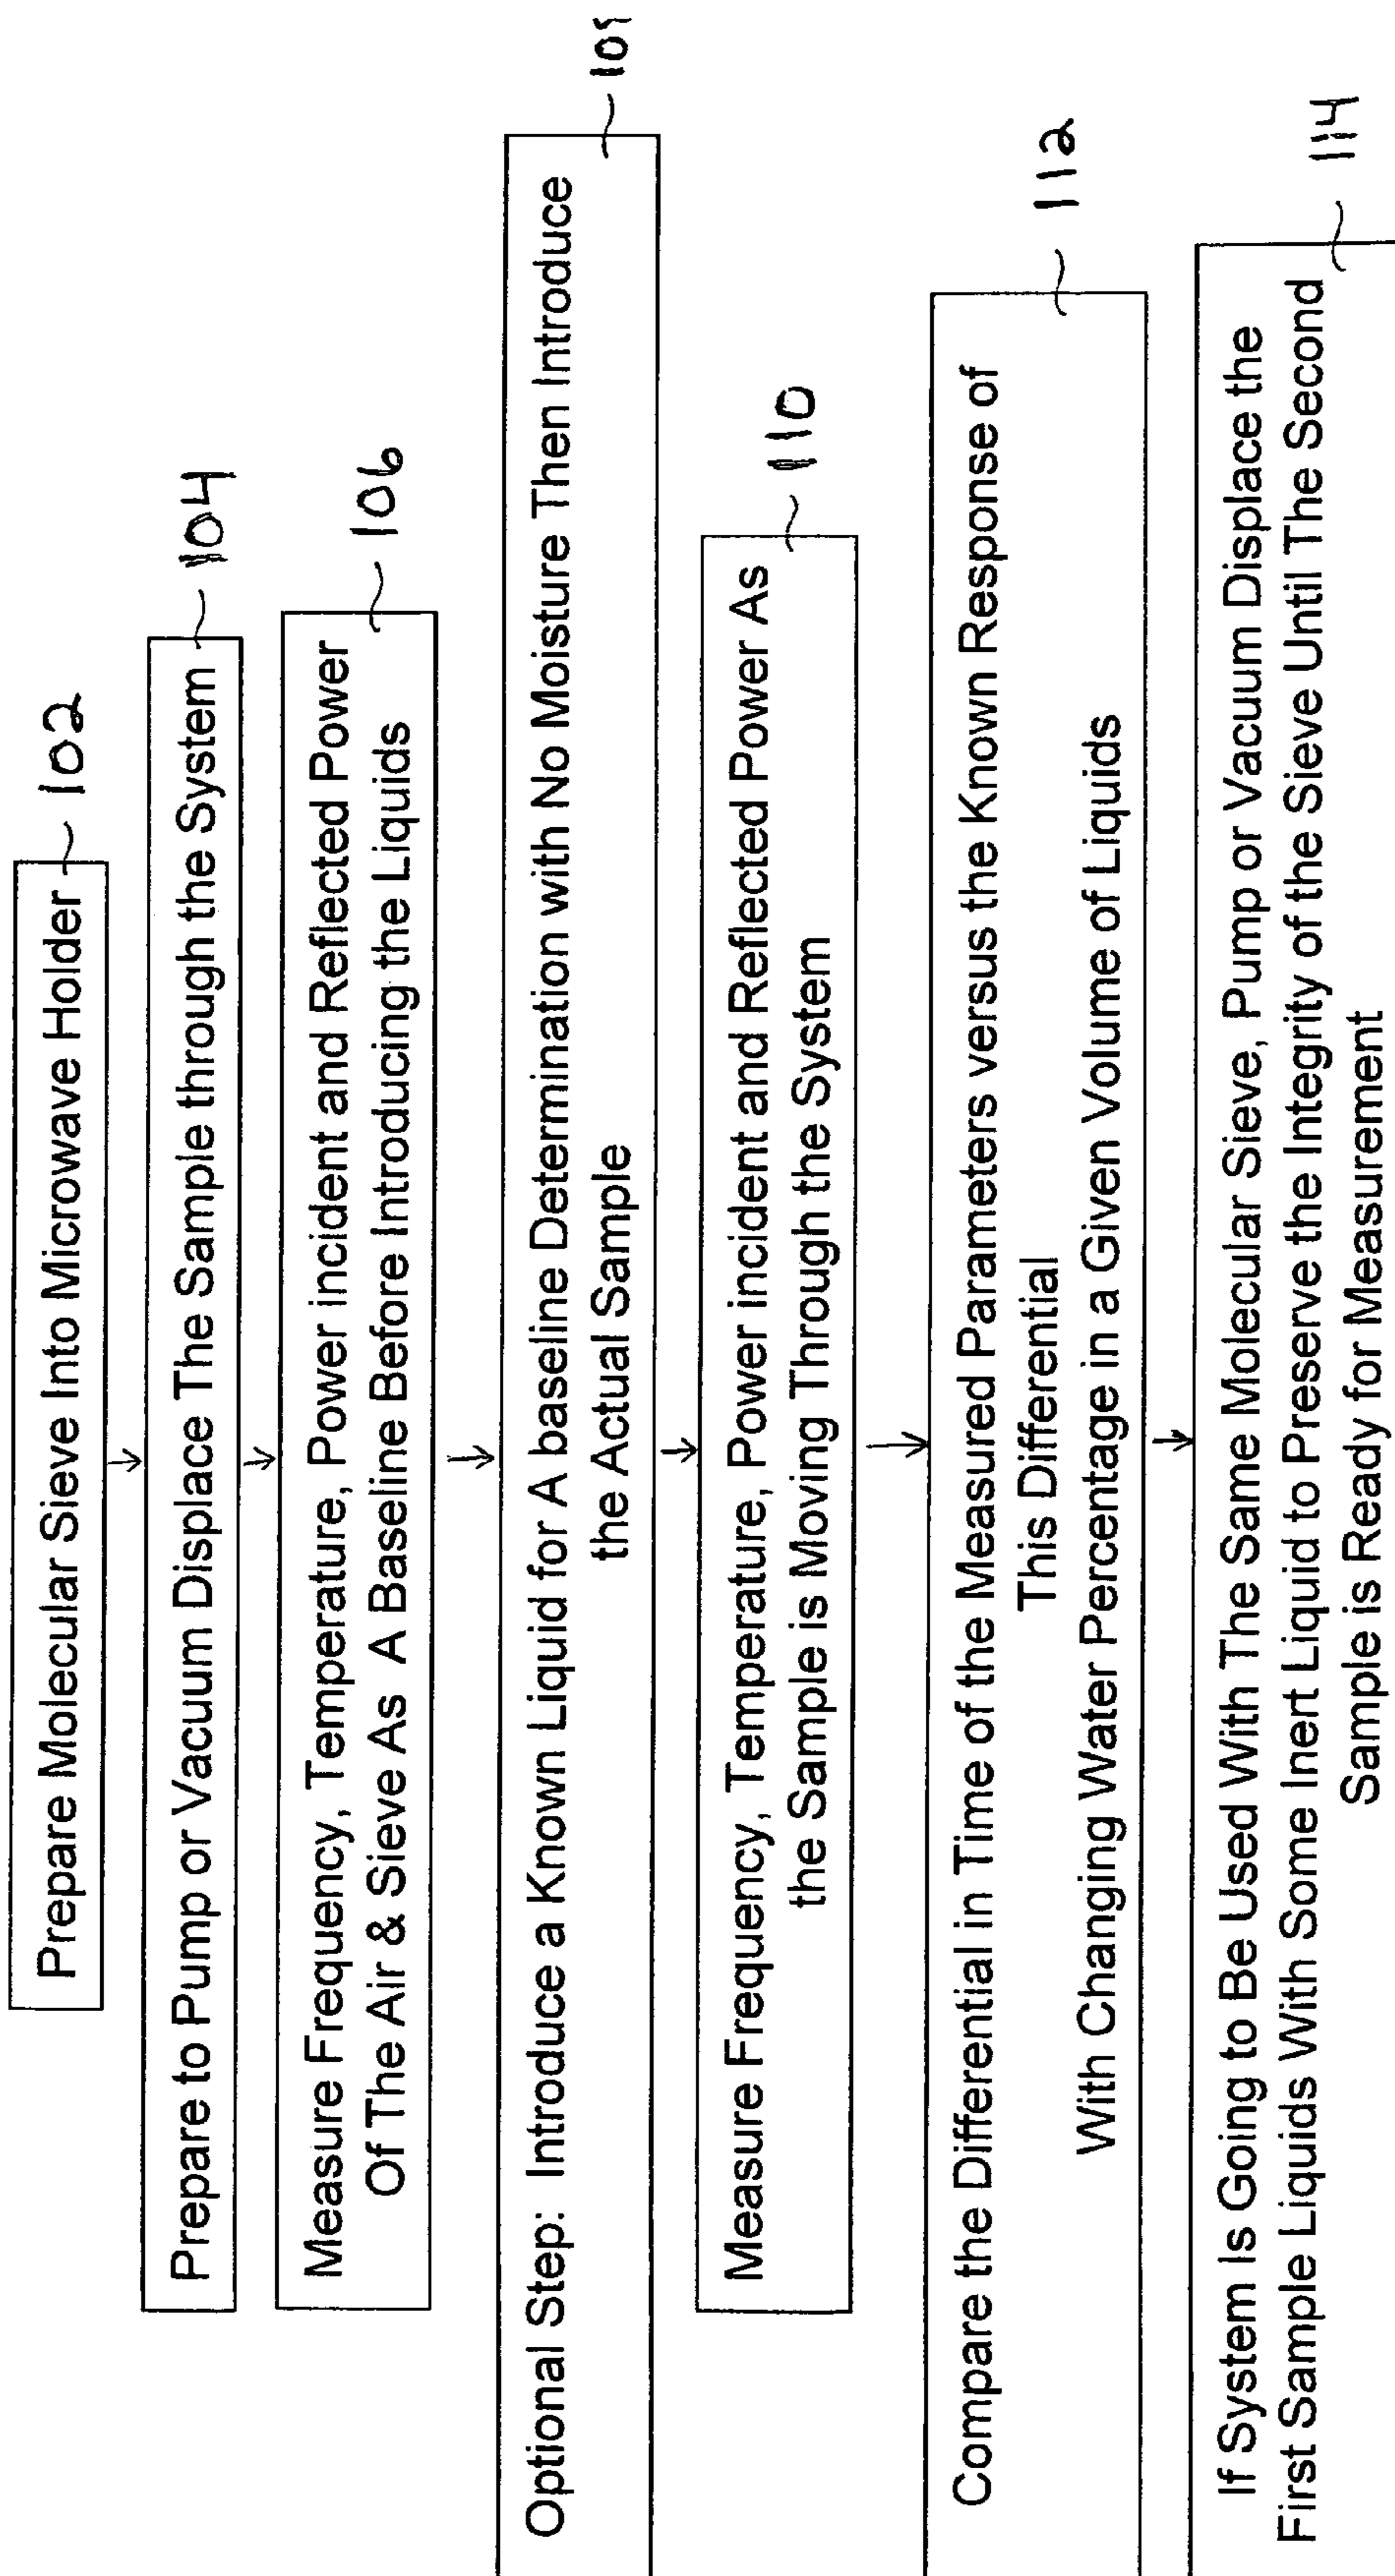 Prepare Molecular Sieve Into Microwave Holder
102
Prepare to Pump or Vacuum Displace The Sample through the System
104
Measure Frequency, Temperature, Power incident and Reflected Power
Of The Air & Sieve As A Baseline Before Introducing the Liquids
106
Optional Step: Introduce a Known Liquid for A baseline Determination with No Moisture Then Introduce
the Actual Sample
Measure Frequency, Temperature, Power incident and Reflected Power As
the Sample is Moving Through the System
110
Compare the Differential in Time of the Measured Parameters versus the Known Response of
This Differential
With Changing Water Percentage in a Given Volume of Liquids
112
If System Is Going to Be Used With The Same Molecular Sieve, Pump or Vacuum Displace the
First Sample Liquids With Some Inert Liquid to Preserve the Integrity of the Sieve Until The Second
Sample is Ready for Measurement
114